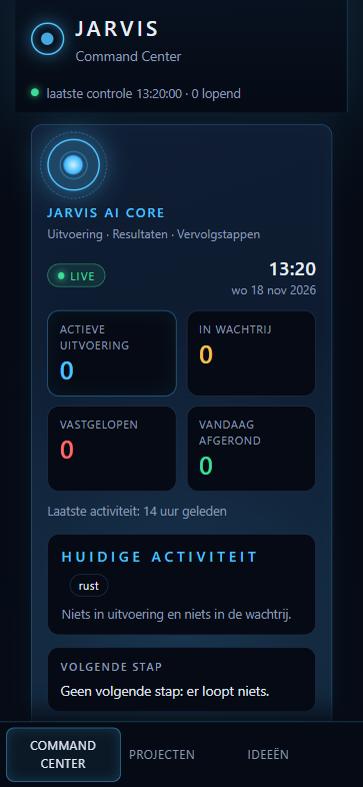 JARVIS
Command Center
laatste controle 13:20:00 · 0 lopend
JARVIS AI CORE
Uitvoering · Resultaten · Vervolgstappen
LIVE
13:20
wo 18 nov 2026
ACTIEVE
UITVOERING
0
IN WACHTRIJ
0
VASTGELOPEN
0
VANDAAG
AFGEROND
0
Laatste activiteit: 14 uur geleden
HUIDIGE ACTIVITEIT
rust
Niets in uitvoering en niets in de wachtrij.
VOLGENDE STAP
Geen volgende stap: er loopt niets.
COMMAND
CENTER
PROJECTEN
IDEEËN